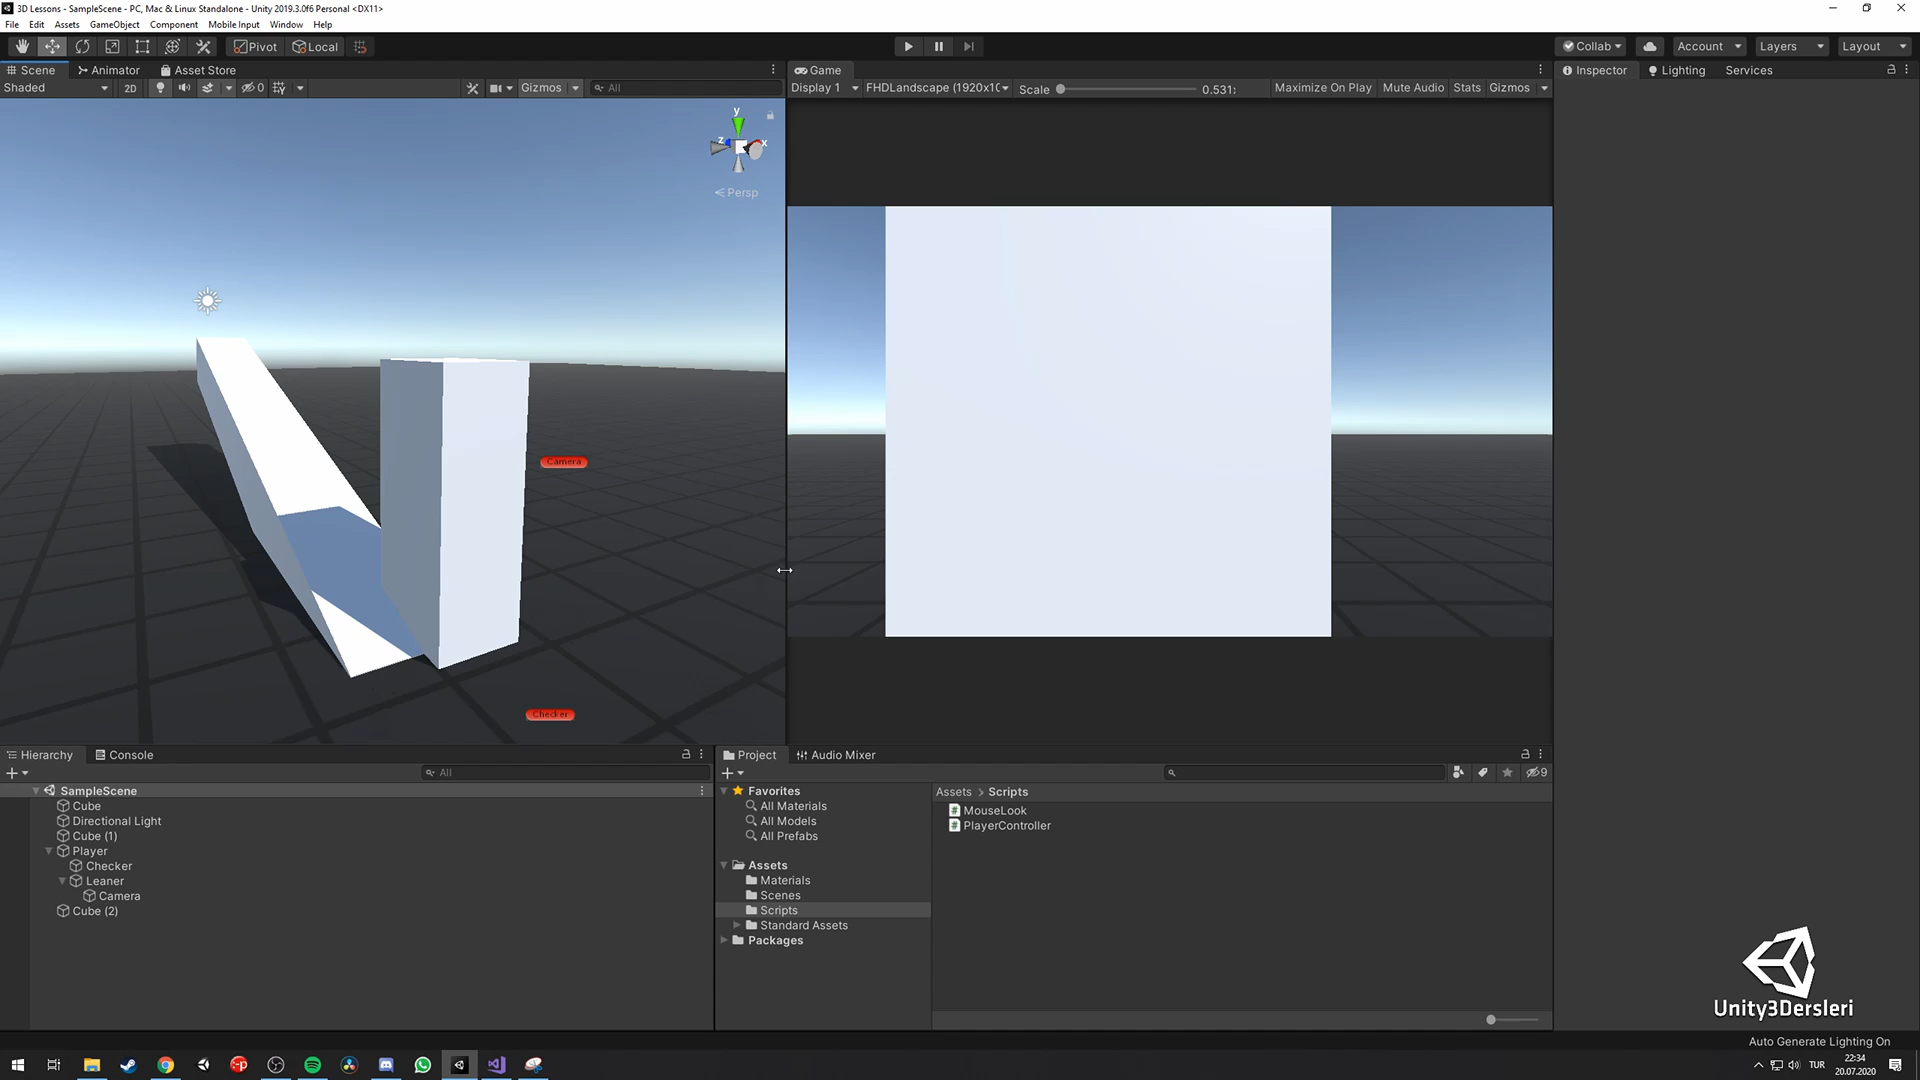 3D Lessons - SampleScene - PC, Mac & Linux Standalone - Unity 2019.3.0f6 Personal <DX11>
File Edit Assets GameObject Component Mobile Input Window Help
Pivot Local Collab Account Layers Layout
Scene Animator Asset Store
Shaded 2D 0 Gizmos All
y
z x
Persp
Camera
Checker
Game
Display 1 FHDLandscape (1920x1( Scale 0.531: Maximize On Play Mute Audio Stats Gizmos
Inspector Lighting Services
Hierarchy Console
All
SampleScene
Cube
Directional Light
Cube (1)
Player
Checker
Leaner
Camera
Cube (2)
Project Audio Mixer
9
Favorites
All Materials
All Models
All Prefabs
Assets
Materials
Scenes
Scripts
Standard Assets
Packages
Assets > Scripts
MouseLook
PlayerController
Unity3Dersleri
Auto Generate Lighting On
TUR
22:34
20.07.2020